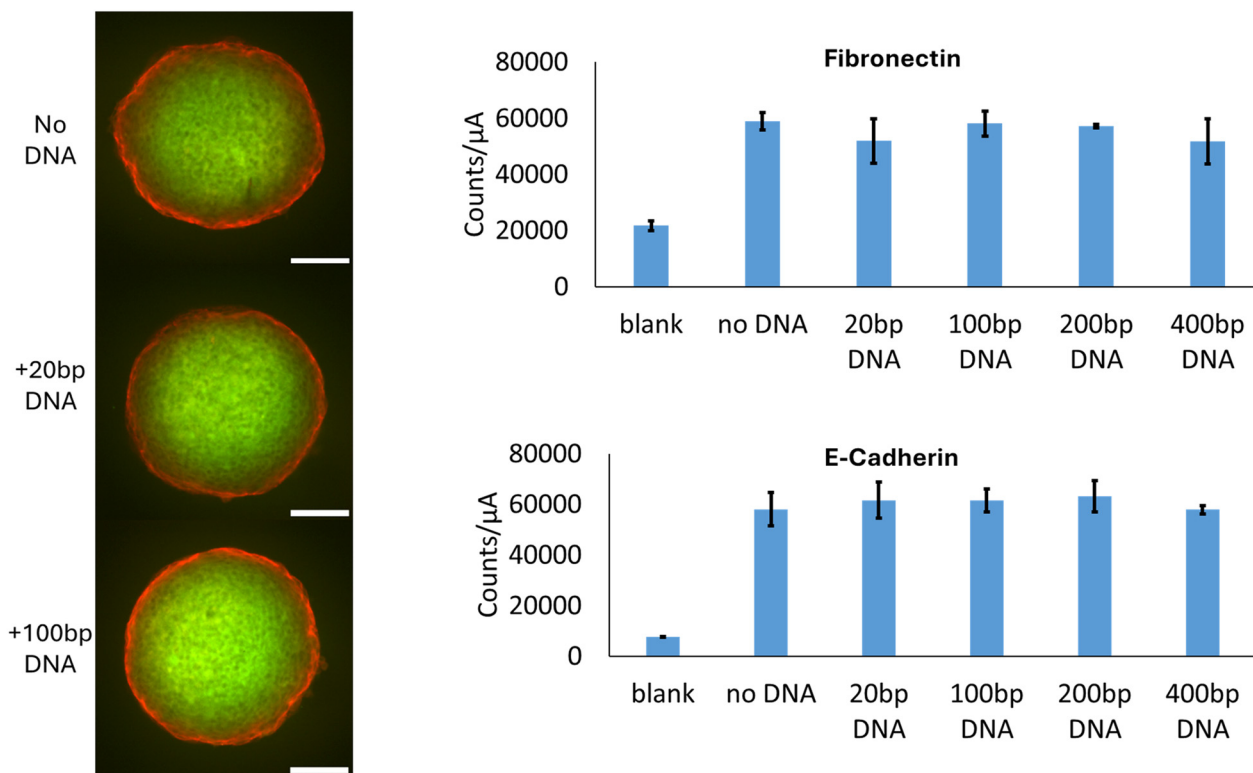 No
DNA
+20bp
DNA
+100bp
DNA
Fibronectin
Counts/µA
80000
60000
40000
20000
0
blank
no DNA
20bp
DNA
100bp
DNA
200bp
DNA
400bp
DNA
E-Cadherin
Counts/µA
80000
60000
40000
20000
0
blank
no DNA
20bp
DNA
100bp
DNA
200bp
DNA
400bp
DNA